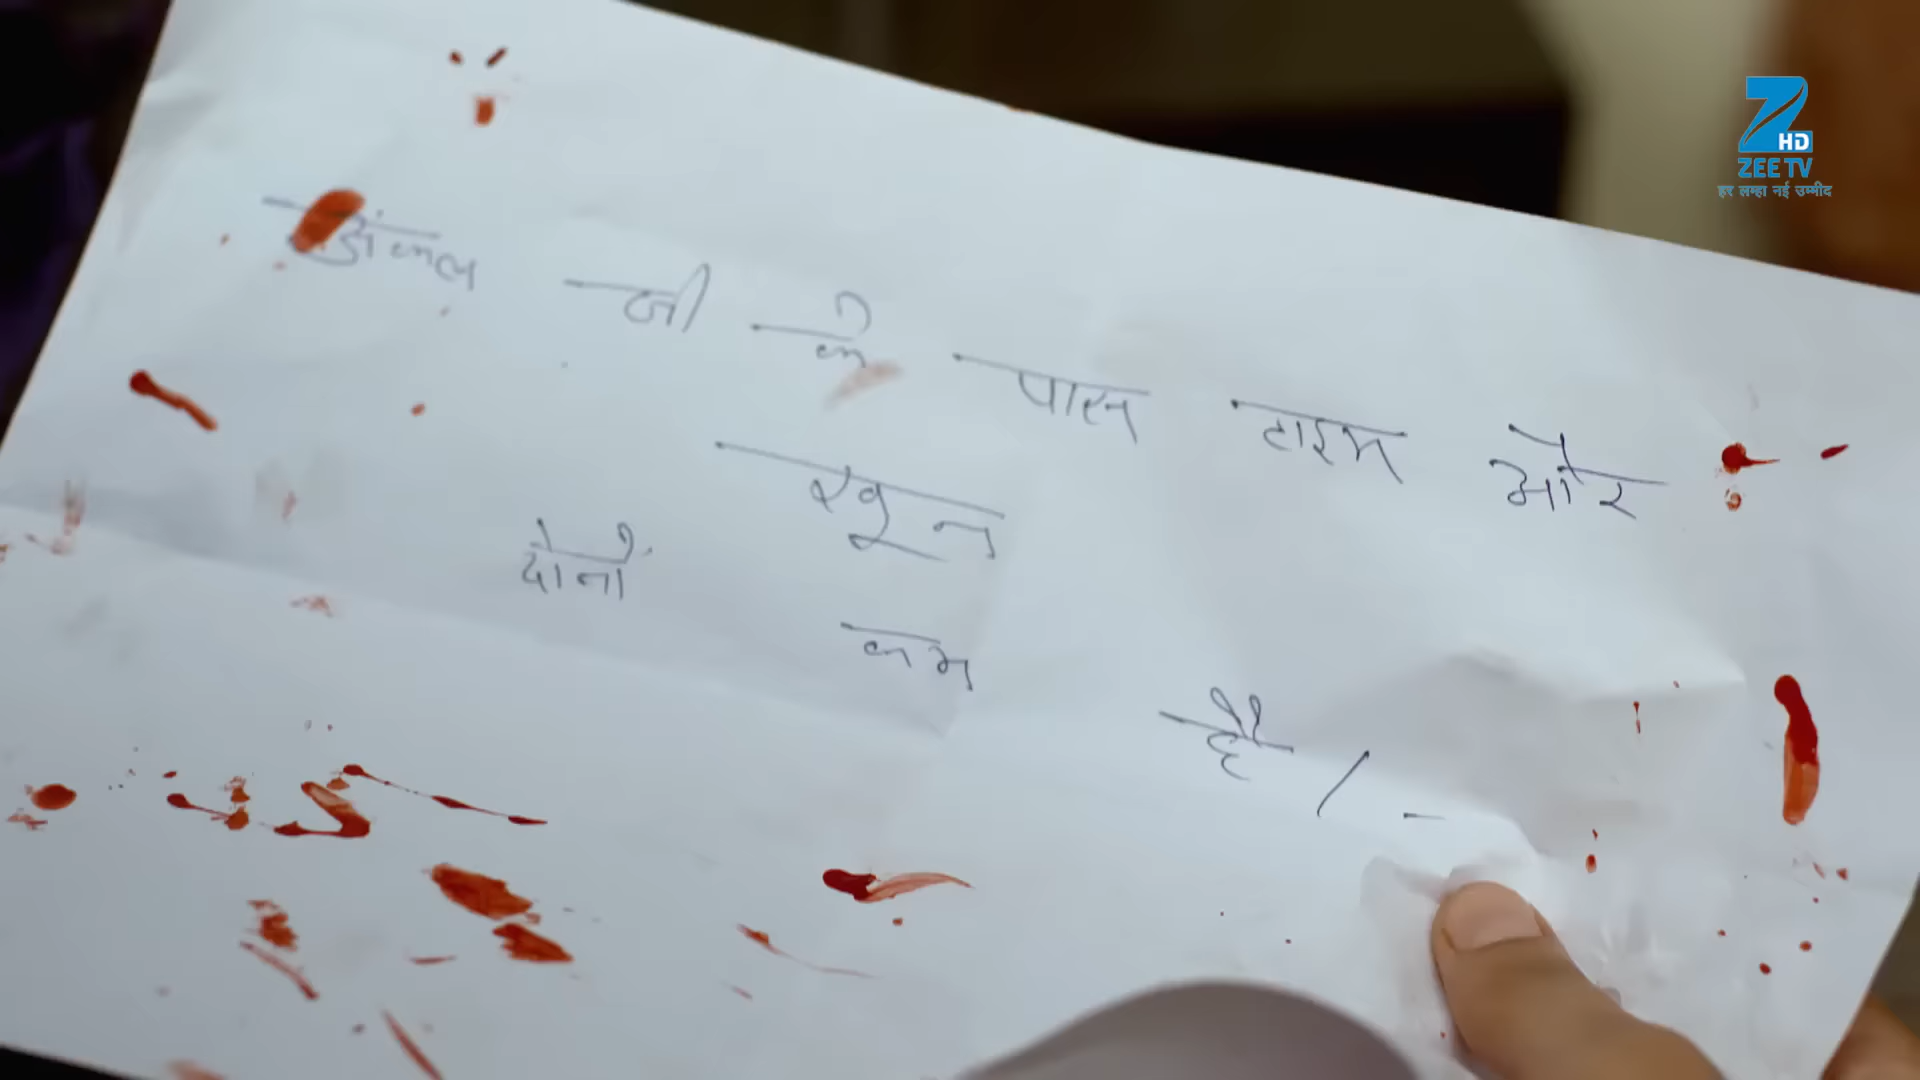 अंकल जी के पास टाइम और
खून
दोनों कम है / -
Z HD
ZEE TV
हर लम्हा नई उम्मीद